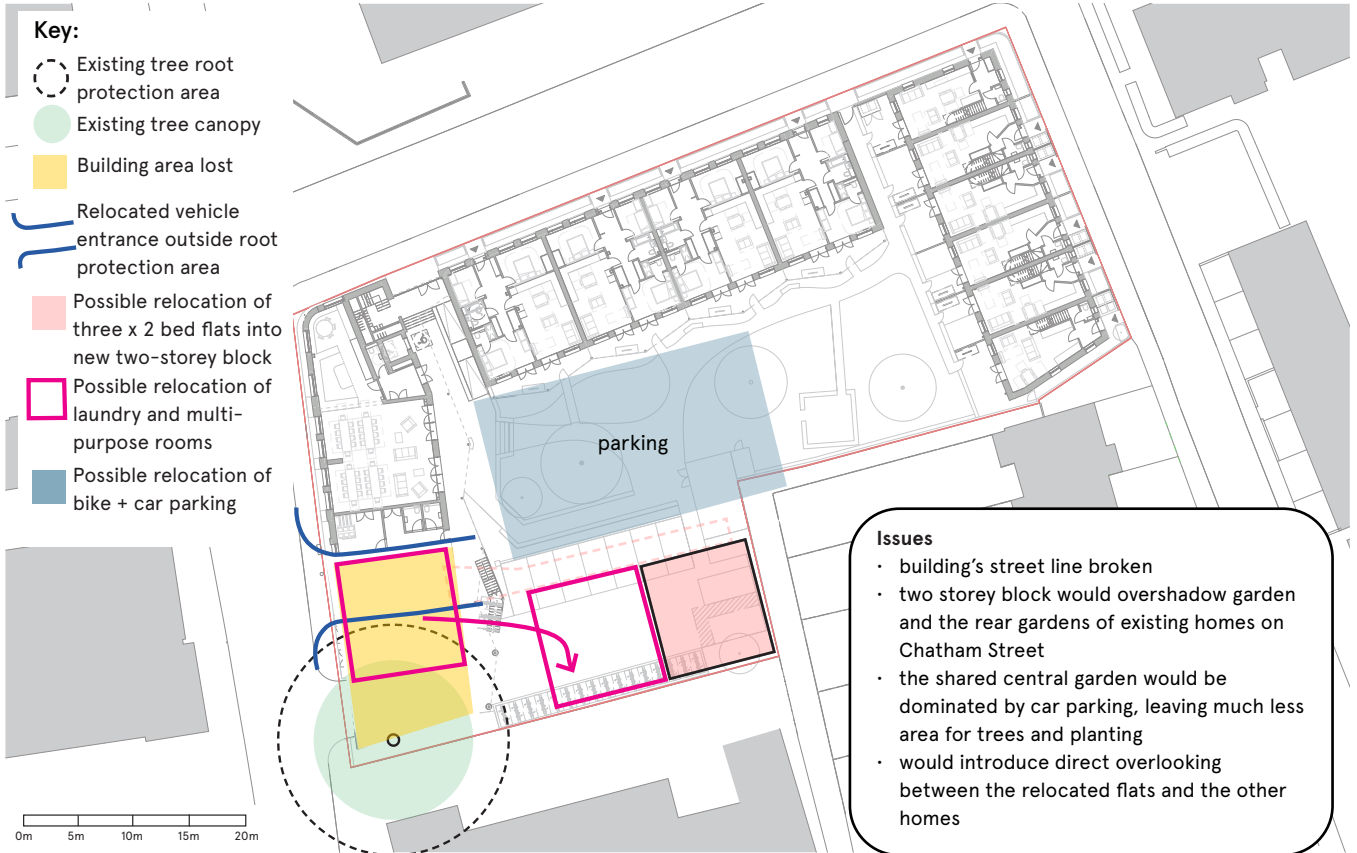 Key:
Existing tree root
protection area
Existing tree canopy
Building area lost
Relocated vehicle
entrance outside root
protection area
Possible relocation of
three x 2 bed flats into
new two-storey block
Possible relocation of
laundry and multi-
purpose rooms
Possible relocation of
bike + car parking
parking
Issues
· building's street line broken
· two storey block would overshadow garden
and the rear gardens of existing homes on
Chatham Street
· the shared central garden would be
dominated by car parking, leaving much less
area for trees and planting
· would introduce direct overlooking
between the relocated flats and the other
homes
0m 5m 10m 15m 20m